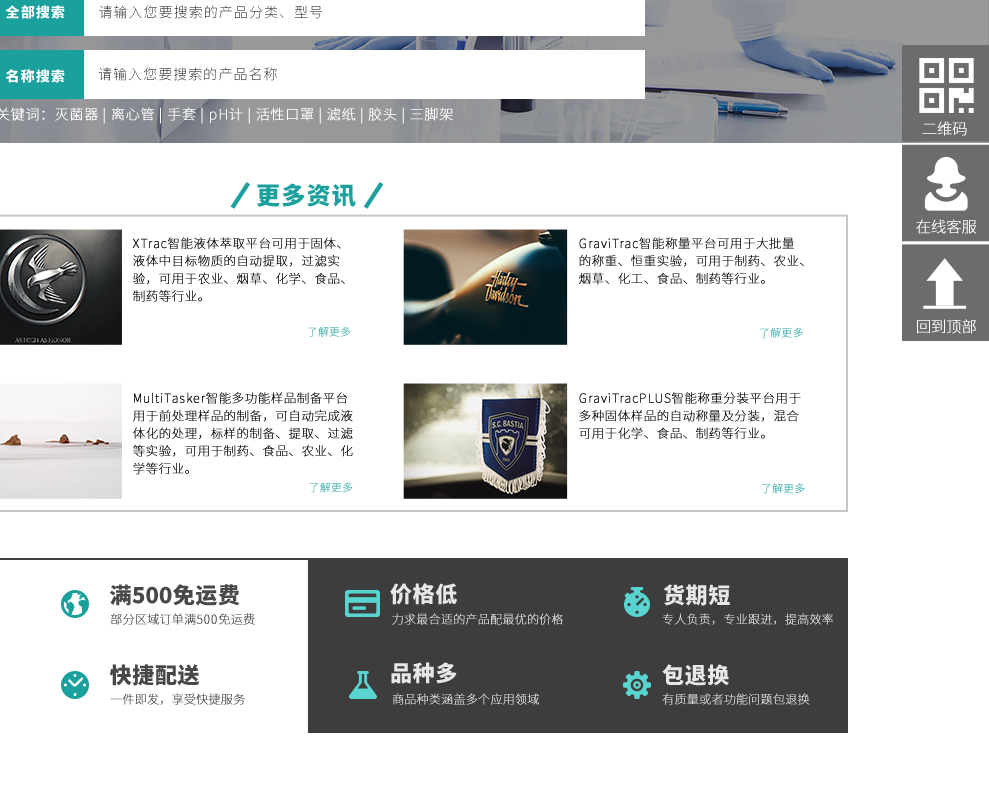 全部搜索
请输入您要搜索的产品分类、型号
名称搜索
请输入您要搜索的产品名称
关键词：灭菌器 | 离心管 | 手套 | pH计 | 活性口罩 | 滤纸 | 胶头 | 三脚架
二维码
在线客服
回到顶部
更多资讯
AS HIGH AS HONOR
XTrac智能液体萃取平台可用于固体、
液体中目标物质的自动提取，过滤实
验，可用于农业、烟草、化学、食品、
制药等行业。
了解更多
Harley-
Davidson
GraviTrac智能称量平台可用于大批量
的称重、恒重实验，可用于制药、农业、
烟草、化工、食品、制药等行业。
了解更多
MultiTasker智能多功能样品制备平台
用于前处理样品的制备，可自动完成液
体化的处理，标样的制备、提取、过滤
等实验，可用于制药、食品、农业、化
学等行业。
了解更多
S.C. BASTIA
GraviTracPLUS智能称重分装平台用于
多种固体样品的自动称量及分装，混合
可用于化学、食品、制药等行业。
了解更多
满500免运费
部分区域订单满500免运费
价格低
力求最合适的产品配最优的价格
货期短
专人负责，专业跟进，提高效率
快捷配送
一件即发，享受快捷服务
品种多
商品种类涵盖多个应用领域
包退换
有质量或者功能问题包退换